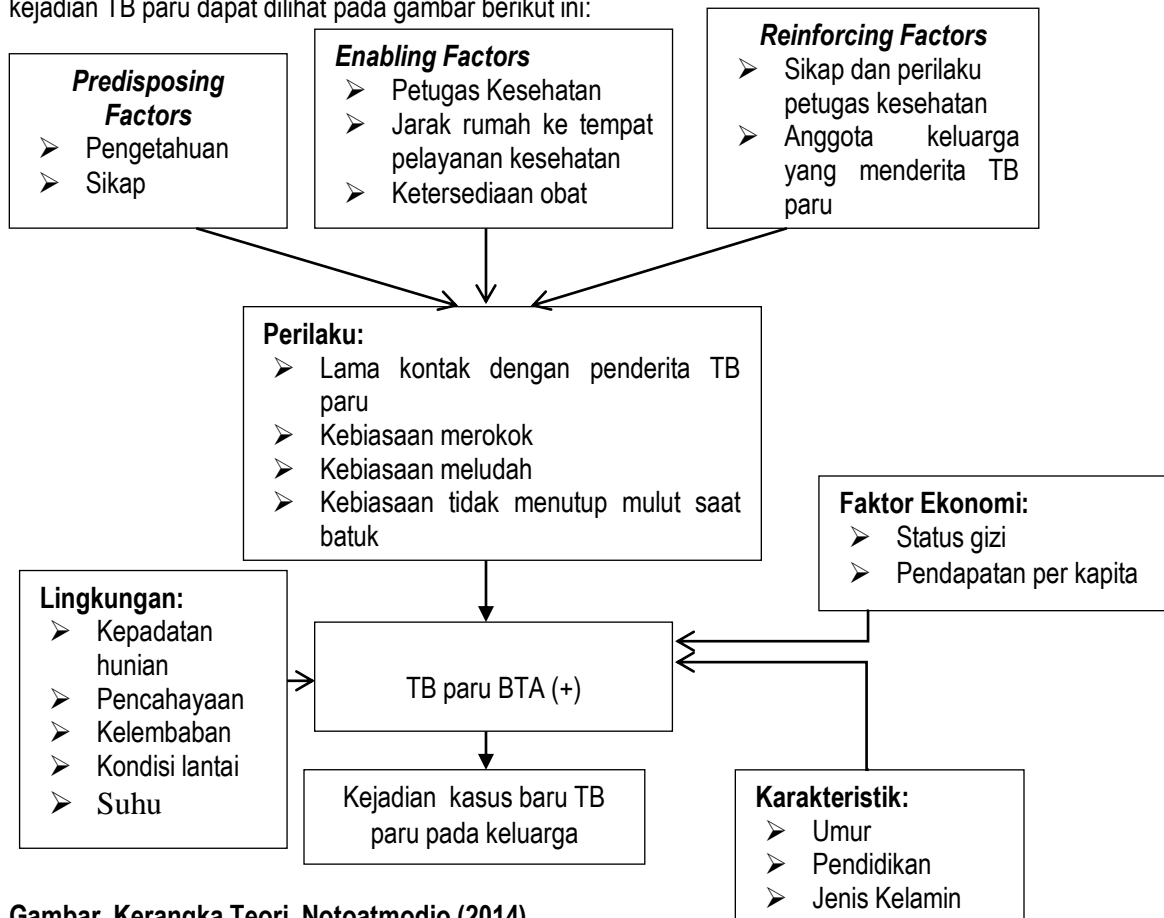 kejadian TB paru dapat dilihat pada gambar berikut ini:
Predisposing
Factors
➢ Pengetahuan
➢ Sikap
Enabling Factors
➢ Petugas Kesehatan
➢ Jarak rumah ke tempat
pelayanan kesehatan
➢ Ketersediaan obat
Reinforcing Factors
➢ Sikap dan perilaku
petugas kesehatan
➢ Anggota keluarga
yang menderita TB
paru
Perilaku:
➢ Lama kontak dengan penderita TB
paru
➢ Kebiasaan merokok
➢ Kebiasaan meludah
➢ Kebiasaan tidak menutup mulut saat
batuk
Faktor Ekonomi:
➢ Status gizi
➢ Pendapatan per kapita
Lingkungan:
➢ Kepadatan
hunian
➢ Pencahayaan
➢ Kelembaban
➢ Kondisi lantai
➢ Suhu
TB paru BTA (+)
Kejadian kasus baru TB
paru pada keluarga
Karakteristik:
➢ Umur
➢ Pendidikan
➢ Jenis Kelamin
Gambar Kerangka Teori Notoatmodjo (2014)